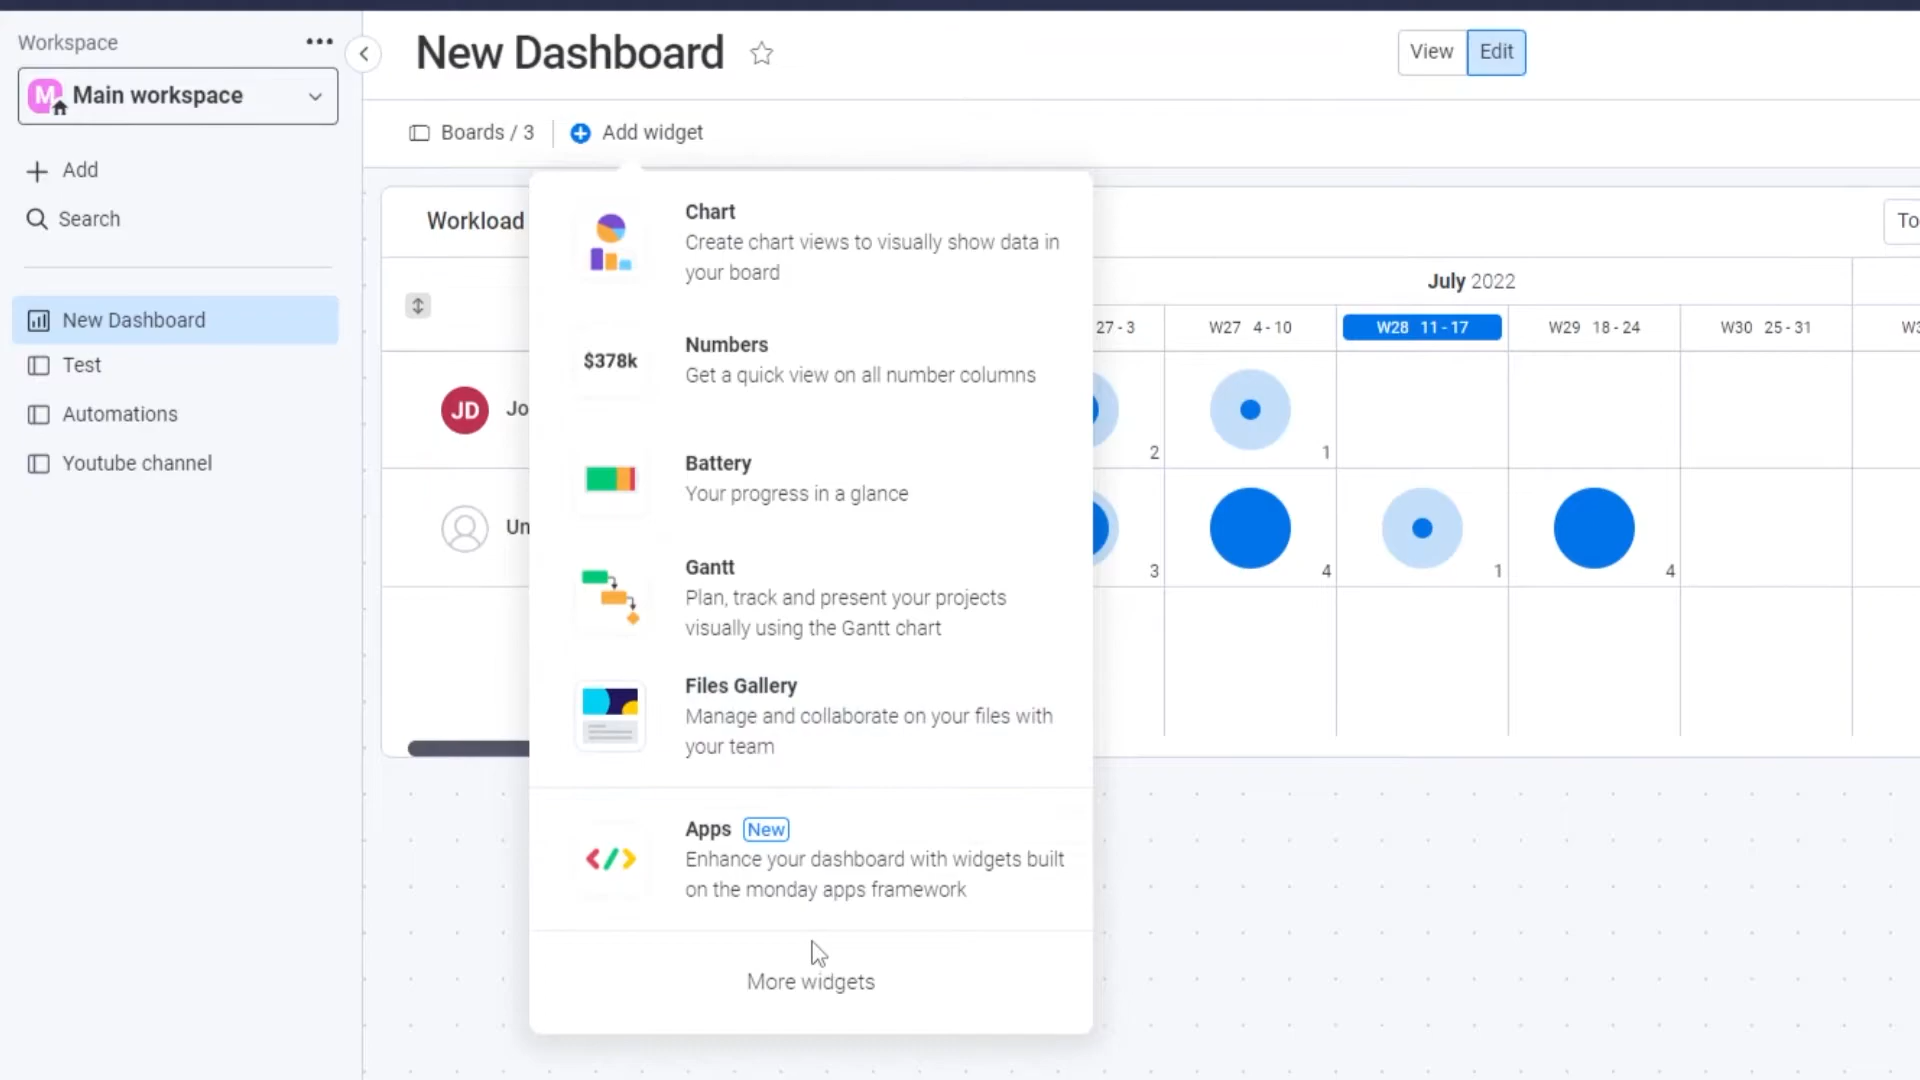 Workspace
M Main workspace
Add
Search
New Dashboard
Test
Automations
Youtube channel
New Dashboard
View Edit
Boards / 3
Add widget
Workload
To
July 2022
27 - 3
W27 4 - 10
W28 11 - 17
W29 18 - 24
W30 25 - 31
W3
JD Jo
2
1
Un
3
4
1
4
Chart
Create chart views to visually show data in
your board
$378k
Numbers
Get a quick view on all number columns
Battery
Your progress in a glance
Gantt
Plan, track and present your projects
visually using the Gantt chart
Files Gallery
Manage and collaborate on your files with
your team
Apps New
Enhance your dashboard with widgets built
on the monday apps framework
More widgets